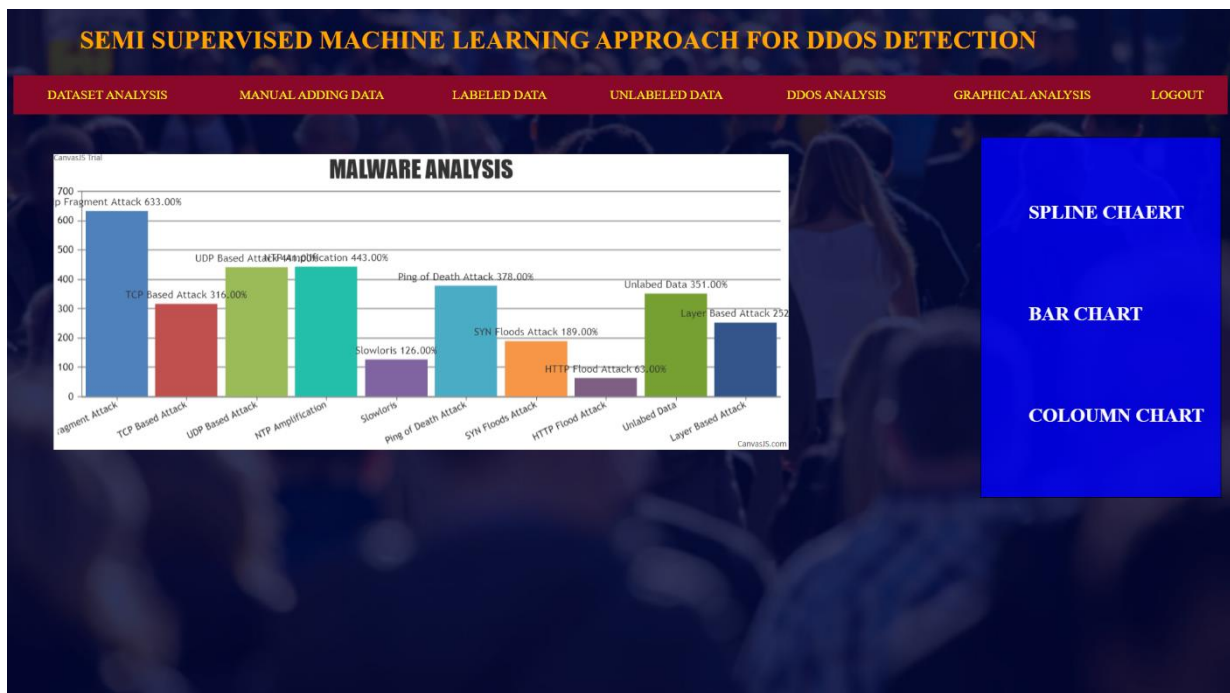 SEMI SUPERVISED MACHINE LEARNING APPROACH FOR DDOS DETECTION
DATASET ANALYSIS MANUAL ADDING DATA LABELED DATA UNLABELED DATA DDOS ANALYSIS GRAPHICAL ANALYSIS LOGOUT
CanvasJS Trial
MALWARE ANALYSIS
700
p Fragment Attack 633.00%
600
500
UDP Based Attack NTP Amplification 443.00%
400
Ping of Death Attack 378.00%
Unlabed Data 351.00%
TCP Based Attack 316.00%
300
Layer Based Attack 252
SYN Floods Attack 189.00%
200
Slowloris 126.00%
HTTP Flood Attack 63.00%
100
0
ragment Attack
TCP Based Attack
UDP Based Attack
NTP Amplification
Slowloris
Ping of Death Attack
SYN Floods Attack
HTTP Flood Attack
Unlabed Data
Layer Based Attack
CanvasJS.com
SPLINE CHAERT
BAR CHART
COLOUMN CHART